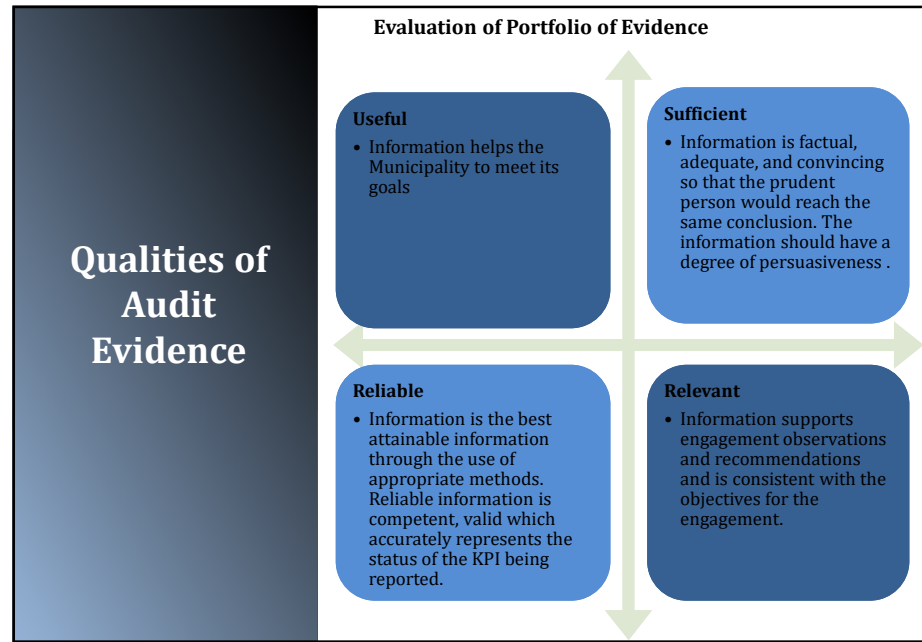 Evaluation of Portfolio of Evidence
Qualities of
Audit
Evidence
Useful
• Information helps the
Municipality to meet its
goals
Sufficient
• Information is factual,
adequate, and convincing
so that the prudent
person would reach the
same conclusion. The
information should have a
degree of persuasiveness .
Reliable
• Information is the best
attainable information
through the use of
appropriate methods.
Reliable information is
competent, valid which
accurately represents the
status of the KPI being
reported.
Relevant
• Information supports
engagement observations
and recommendations
and is consistent with the
objectives for the
engagement.